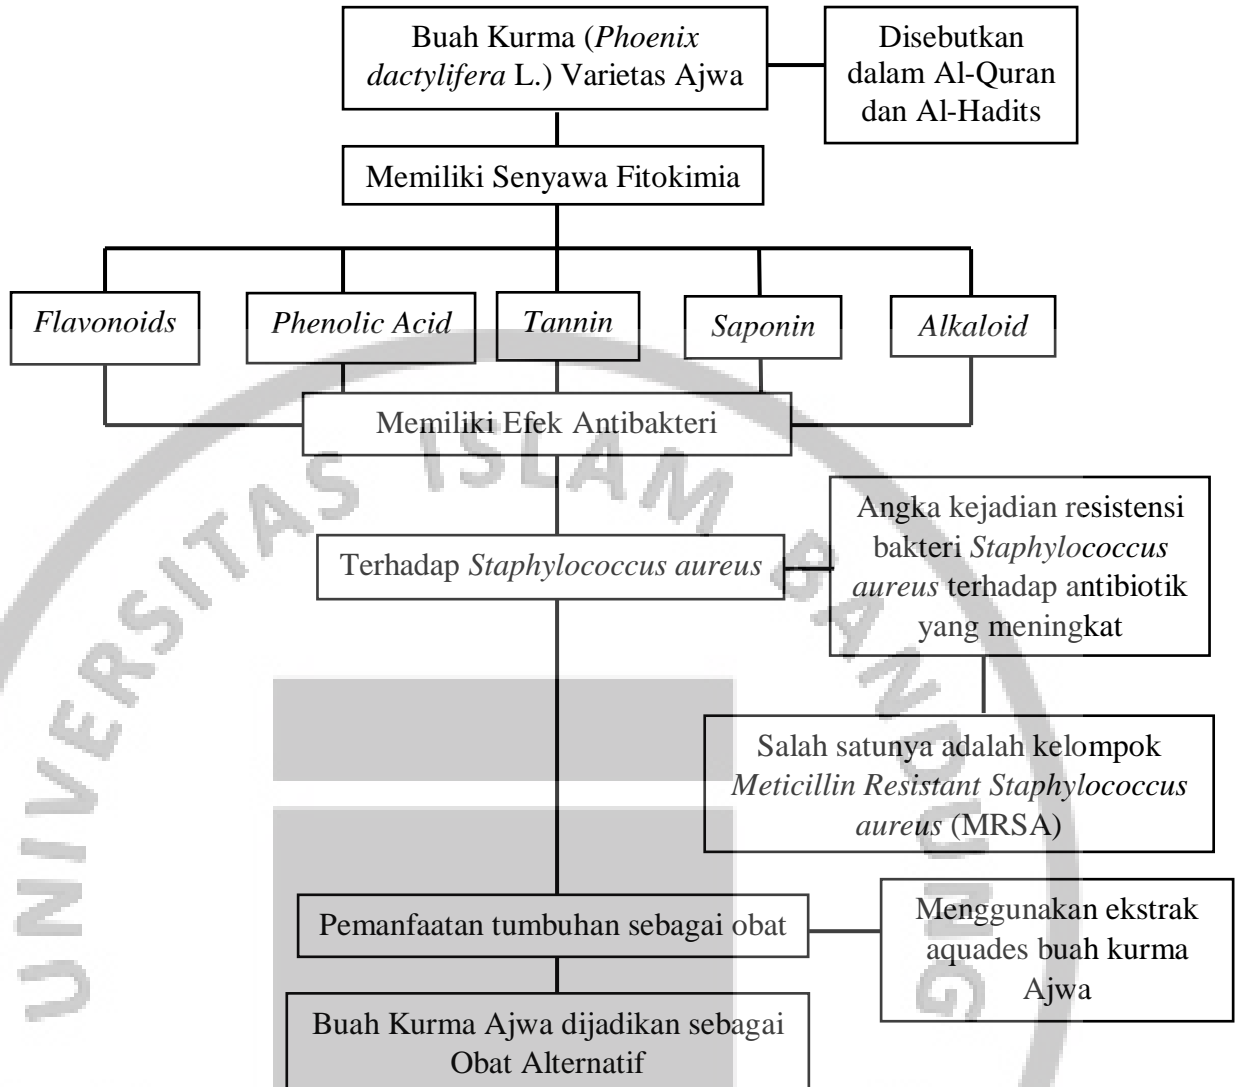 Buah Kurma (Phoenix
dactylifera L.) Varietas Ajwa
Disebutkan
dalam Al-Quran
dan Al-Hadits
Memiliki Senyawa Fitokimia
Flavonoids
Phenolic Acid
Tannin
Saponin
Alkaloid
Memiliki Efek Antibakteri
Terhadap Staphylococcus aureus
Angka kejadian resistensi
bakteri Staphylococcus
aureus terhadap antibiotik
yang meningkat
Salah satunya adalah kelompok
Meticillin Resistant Staphylococcus
aureus (MRSA)
Pemanfaatan tumbuhan sebagai obat
Menggunakan ekstrak
aquades buah kurma
Ajwa
Buah Kurma Ajwa dijadikan sebagai
Obat Alternatif
UNIVERSITAS ISLAM BANDUNG